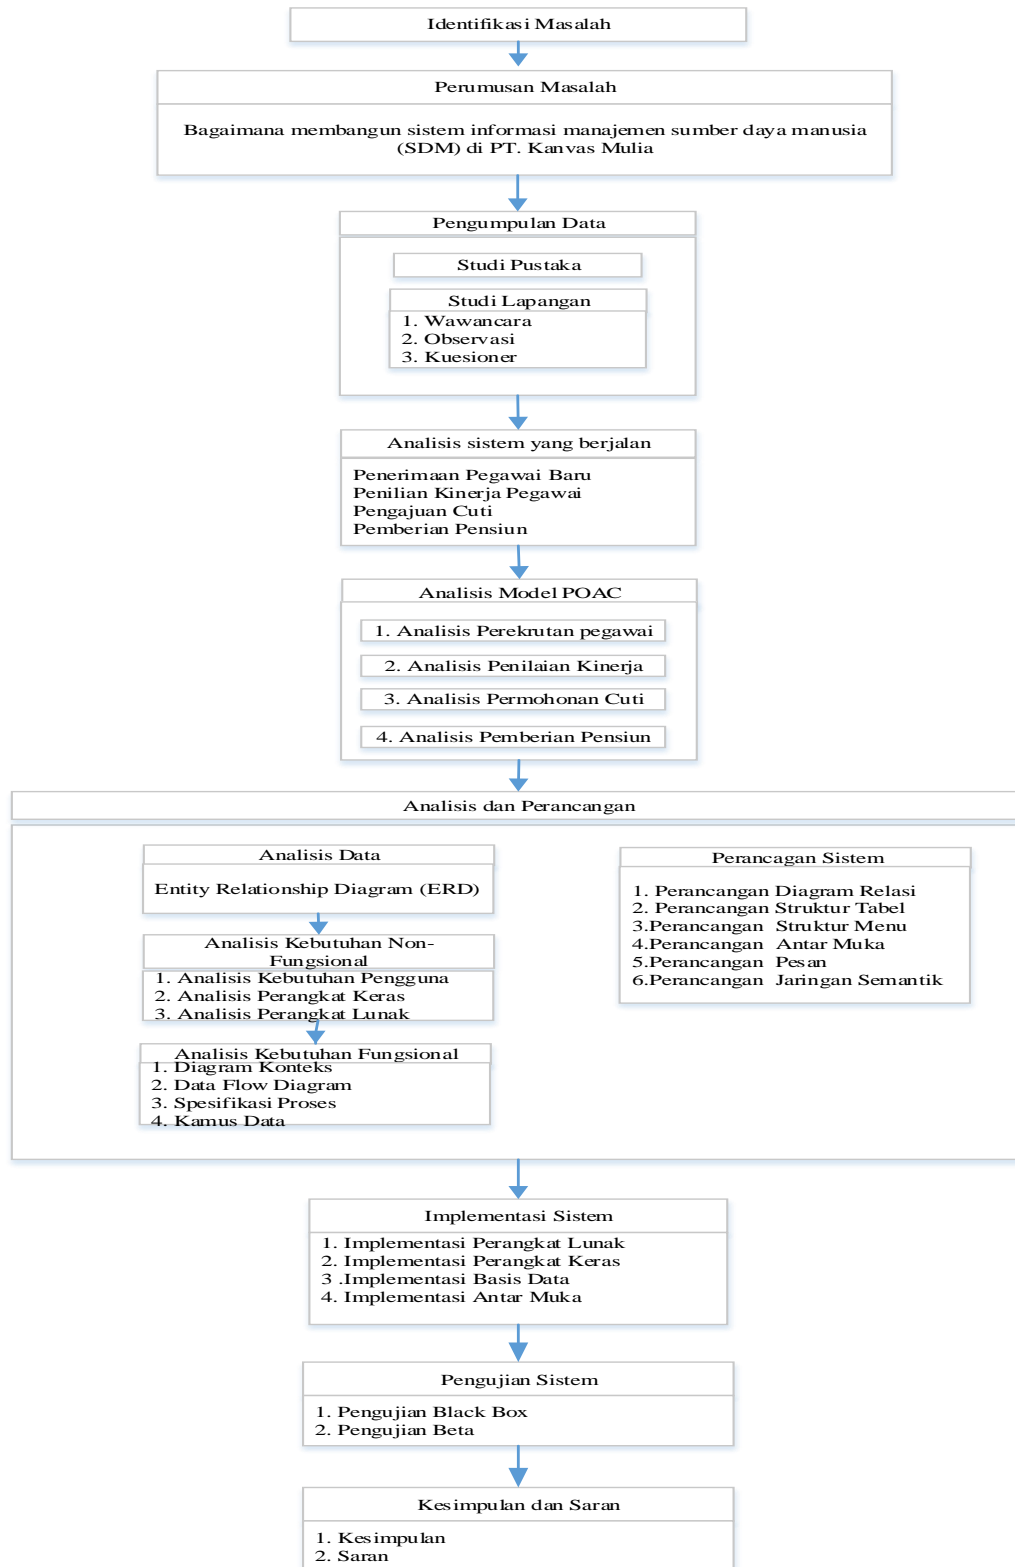 Identifikasi Masalah
Perumusan Masalah
Bagaimana membangun sistem informasi manajemen sumber daya manusia
(SDM) di PT. Kanvas Mulia
Pengumpulan Data
Studi Pustaka
Studi Lapangan
1. Wawancara
2. Observasi
3. Kuesioner
Analisis sistem yang berjalan
Penerimaan Pegawai Baru
Penilian Kinerja Pegawai
Pengajuan Cuti
Pemberian Pensiun
Analisis Model POAC
1. Analisis Perekrutan pegawai
2. Analisis Penilaian Kinerja
3. Analisis Permohonan Cuti
4. Analisis Pemberian Pensiun
Analisis dan Perancangan
Analisis Data
Entity Relationship Diagram (ERD)
Analisis Kebutuhan Non-
Fungsional
1. Analisis Kebutuhan Pengguna
2. Analisis Perangkat Keras
3. Analisis Perangkat Lunak
Analisis Kebutuhan Fungsional
1. Diagram Konteks
2. Data Flow Diagram
3. Spesifikasi Proses
4. Kamus Data
Perancagan Sistem
1. Perancangan Diagram Relasi
2. Perancangan Struktur Tabel
3.Perancangan Struktur Menu
4.Perancangan Antar Muka
5.Perancangan Pesan
6.Perancangan Jaringan Semantik
Implementasi Sistem
1. Implementasi Perangkat Lunak
2. Implementasi Perangkat Keras
3 .Implementasi Basis Data
4. Implementasi Antar Muka
Pengujian Sistem
1. Pengujian Black Box
2. Pengujian Beta
Kesimpulan dan Saran
1. Kesimpulan
2. Saran